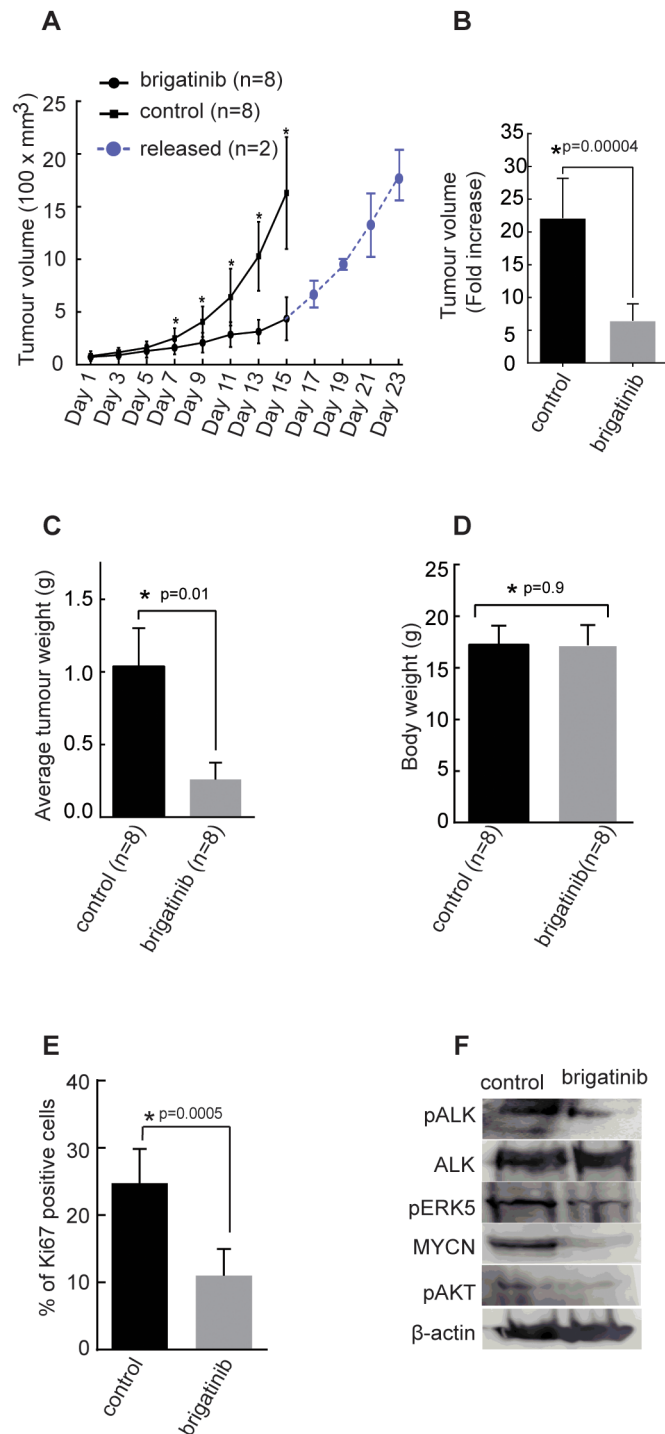 A
brigatinib (n=8)
control (n=8)
released (n=2)
Tumour volume (100 x mm³)
25
20
15
10
5
0
*
*
*
*
*
Day 1
Day 3
Day 5
Day 7
Day 9
Day 11
Day 13
Day 15
Day 17
Day 19
Day 21
Day 23
B
Tumour volume
(Fold increase)
35
30
25
20
15
10
5
0
*p=0.00004
control
brigatinib
C
Average tumour weight (g)
1.5
1.0
0.5
0.0
* p=0.01
control (n=8)
brigatinib (n=8)
D
Body weight (g)
25
20
15
10
5
0
* p=0.9
control (n=8)
brigatinib(n=8)
E
% of Ki67 positive cells
40
30
20
10
0
* p=0.0005
control
brigatinib
F
control brigatinib
pALK
ALK
pERK5
MYCN
pAKT
β-actin